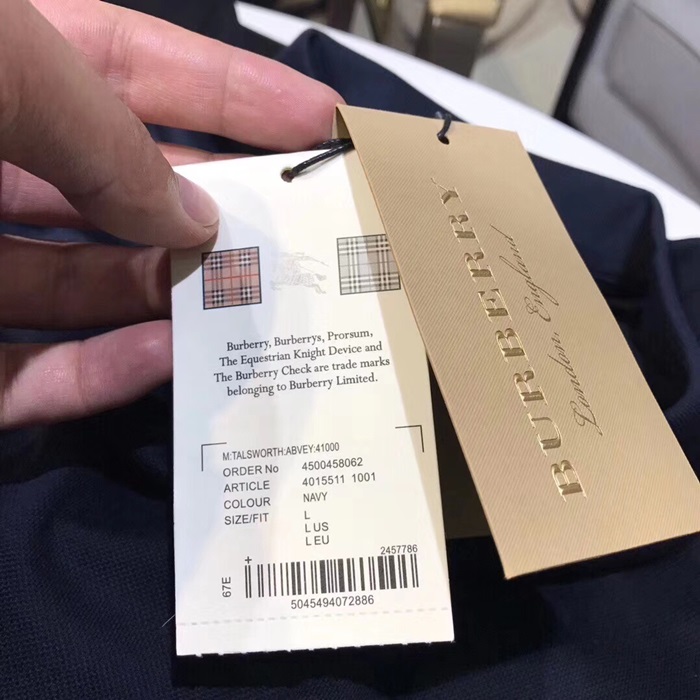 Burberry, Burberrys, Prorsum,
The Equestrian Knight Device and
The Burberry Check are trade marks
belonging to Burberry Limited.
M:TALSWORTH:ABVEY:41000
ORDER No 4500458062
ARTICLE 4015511 1001
COLOUR NAVY
SIZE/FIT L
L US
L EU
2457786
67E
5045494072886
BURBERRY
London, England